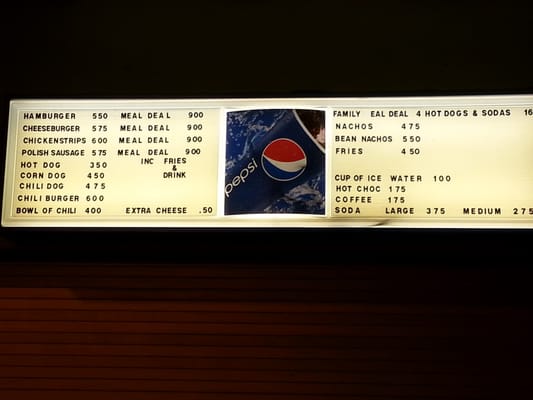 HAMBURGER 550 MEAL DEAL 900
CHEESEBURGER 575 MEAL DEAL 900
CHICKENSTRIPS 600 MEAL DEAL 900
POLISH SAUSAGE 575 MEAL DEAL 900
HOT DOG 350 INC FRIES
CORN DOG 450 &
DRINK
CHILI DOG 475
CHILI BURGER 600
BOWL OF CHILI 400 EXTRA CHEESE .50
pepsi
FAMILY EAL DEAL 4 HOT DOGS & SODAS 16
NACHOS 475
BEAN NACHOS 550
FRIES 450
CUP OF ICE WATER 100
HOT CHOC 175
COFFEE 175
SODA LARGE 375 MEDIUM 275